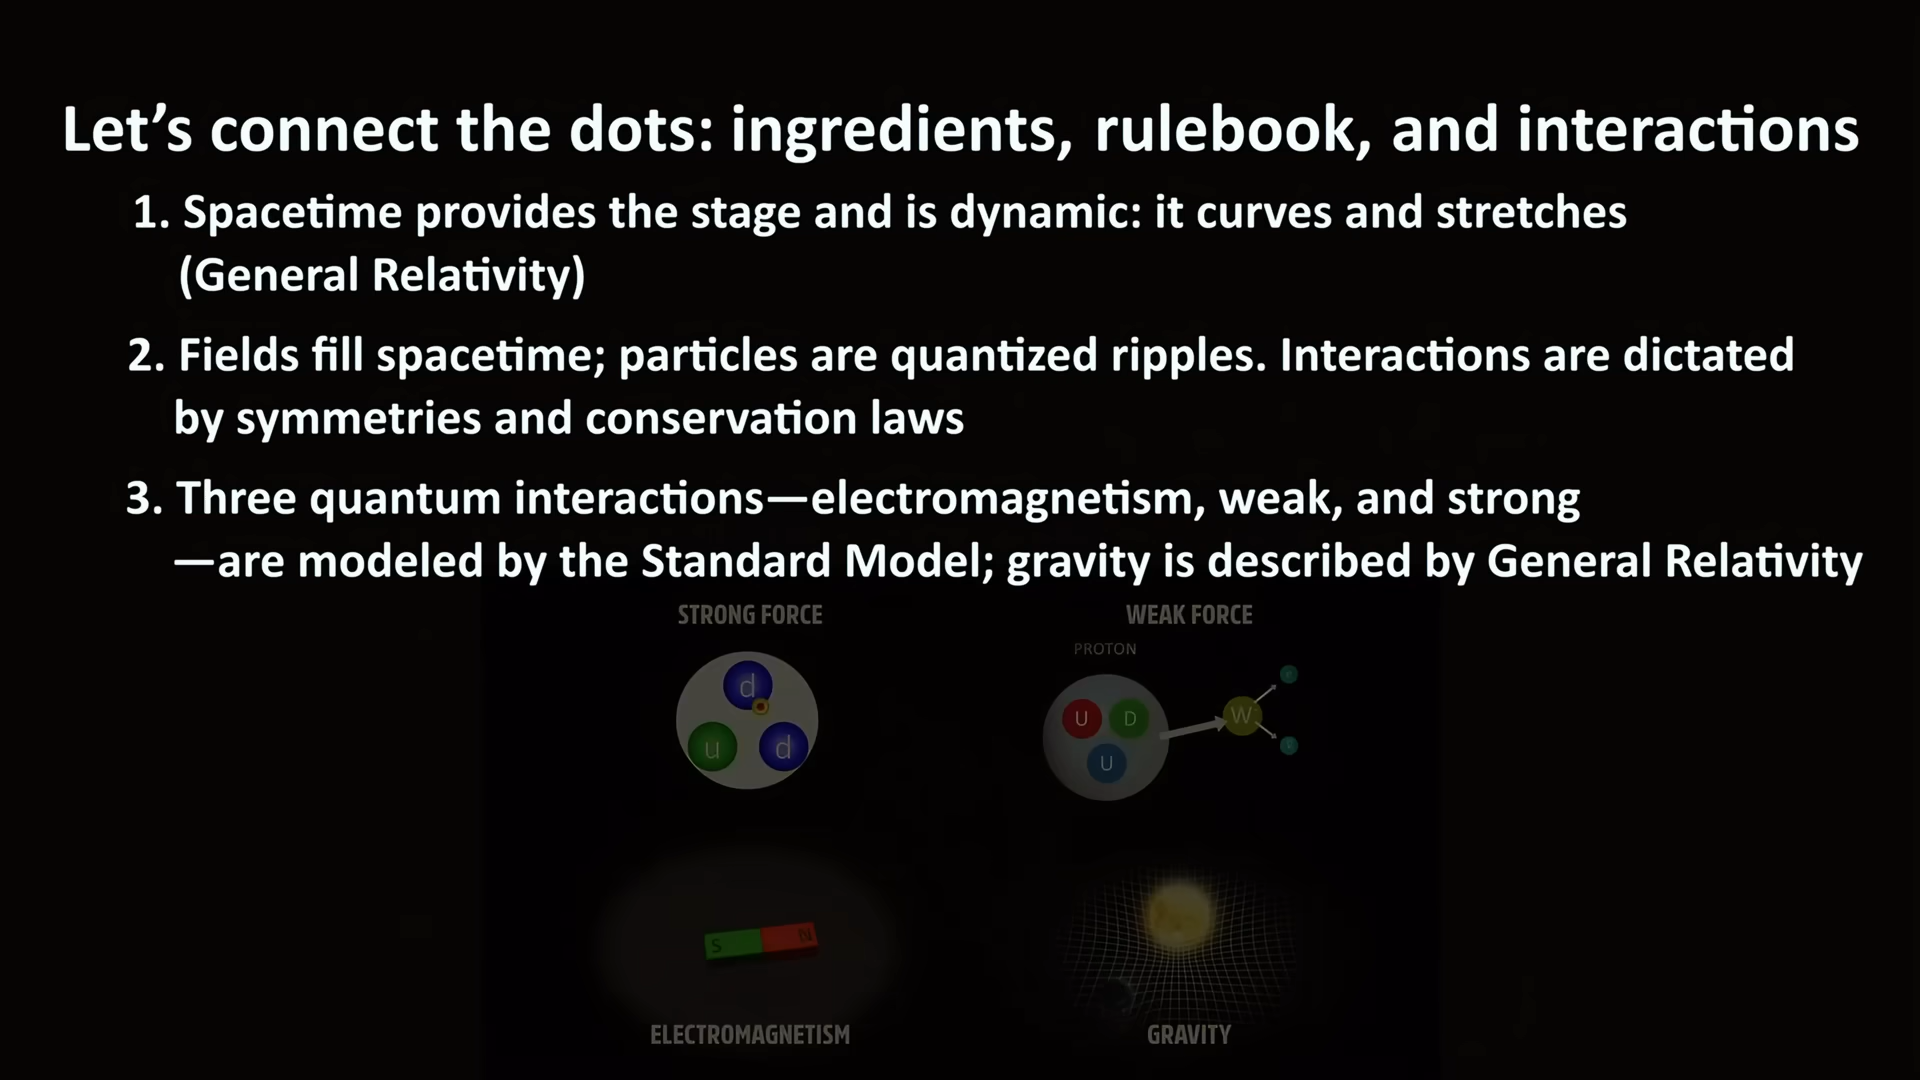 Let's connect the dots: ingredients, rulebook, and interactions
1. Spacetime provides the stage and is dynamic: it curves and stretches
(General Relativity)
2. Fields fill spacetime; particles are quantized ripples. Interactions are dictated
by symmetries and conservation laws
3. Three quantum interactions—electromagnetism, weak, and strong
—are modeled by the Standard Model; gravity is described by General Relativity
STRONG FORCE
WEAK FORCE
PROTON
d
u
d
U
D
U
W
S
N
ELECTROMAGNETISM
GRAVITY